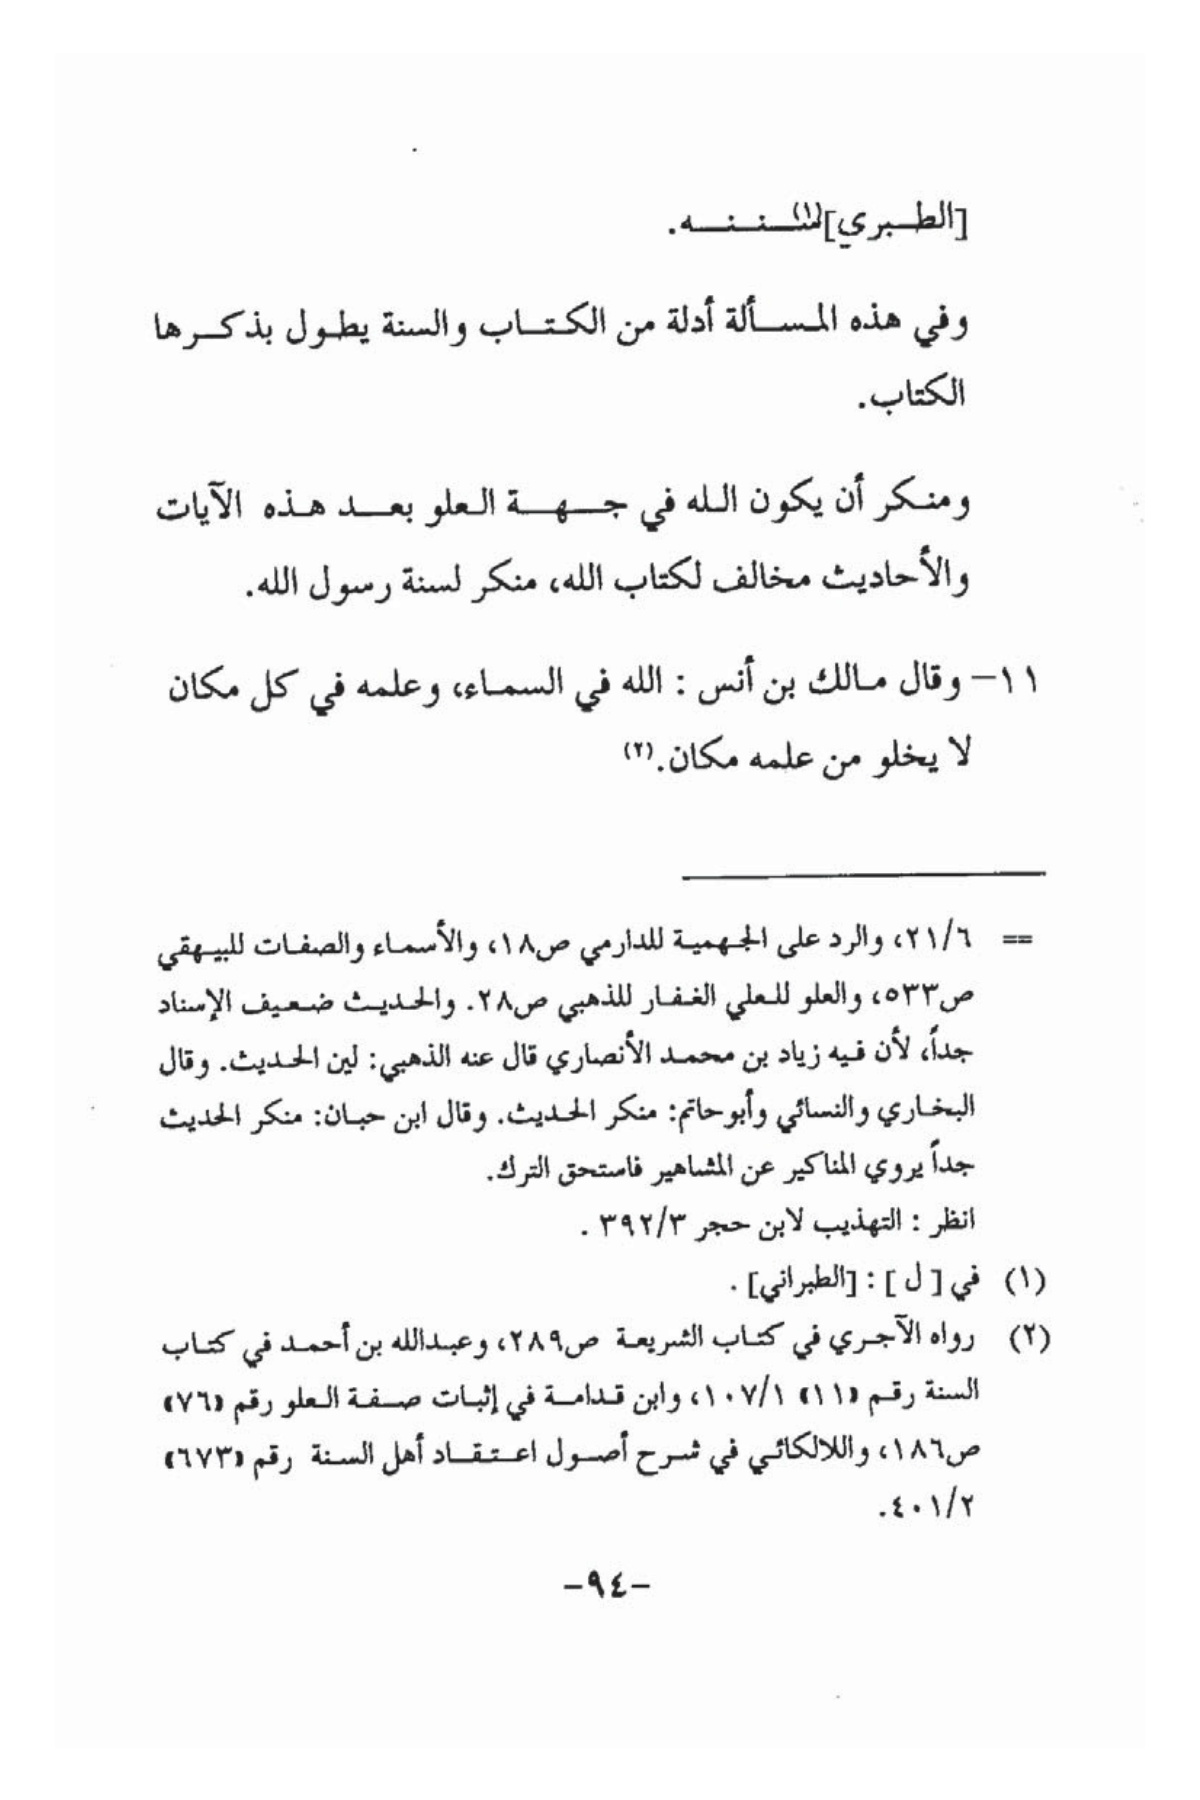 [الطبري](١) سننه.
وفي هذه المسألة أدلة من الكتاب والسنة يطول بذكرها
الكتاب.
ومنكر أن يكون الله في جهة العلو بعد هذه الآيات
والأحاديث مخالف لكتاب الله، منكر لسنة رسول الله.
١١- وقال مالك بن أنس : الله في السماء، وعلمه في كل مكان
لا يخلو من علمه مكان.(٢)
== ٢١/٦، والرد على الجهمية للدارمي ص١٨، والأسماء والصفات للبيهقي
ص٥٣٣، والعلو للعلي الغفار للذهبي ص٢٨. والحديث ضعيف الإسناد
جداً، لأن فيه زياد بن محمد الأنصاري قال عنه الذهبي: لين الحديث. وقال
البخاري والنسائي وأبوحاتم: منكر الحديث. وقال ابن حبان: منكر الحديث
جداً يروي المناكير عن المشاهير فاستحق الترك.
انظر : التهذيب لابن حجر ٣٩٢/٣ .
(١) في [ ل ] : [الطبراني] .
(٢) رواه الآجري في كتاب الشريعة ص٢٨٩، وعبدالله بن أحمد في كتاب
السنة رقم «١١» ١٠٧/١، وابن قدامة في إثبات صفة العلو رقم «٧٦»
ص١٨٦، واللالكائي في شرح أصول اعتقاد أهل السنة رقم «٦٧٣»
٤٠١/٢.
-٩٤-